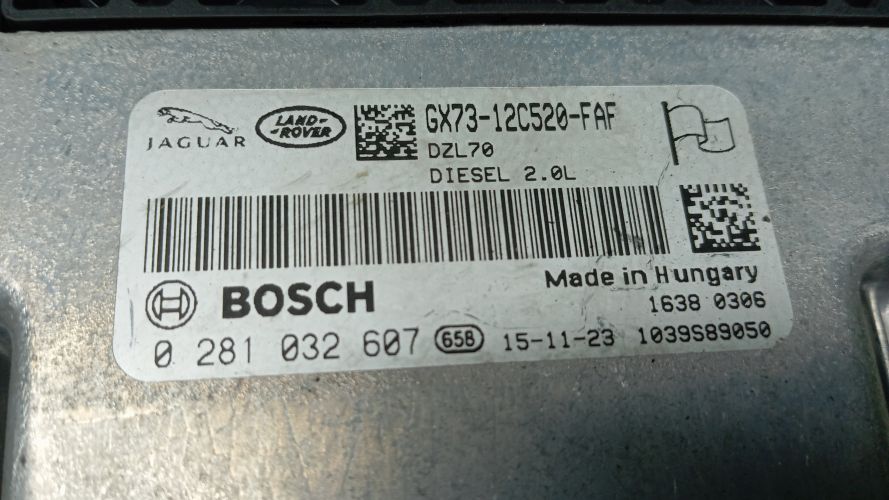 JAGUAR
LAND-
-ROVER
GX73-12C520-FAF
DZL70
DIESEL 2.0L
Made in Hungary
BOSCH
1638 0306
0 281 032 607 658 15-11-23 1039S89050